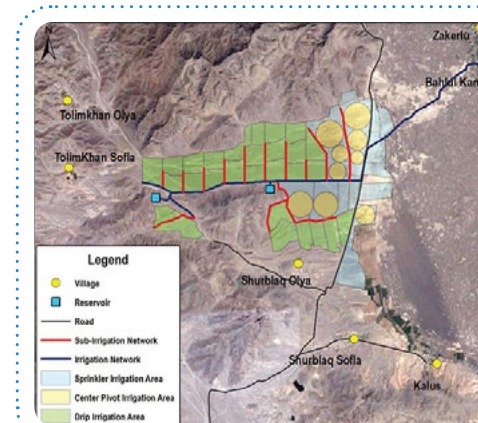 N
Zakerlu
Bahlul Kan
Tolimkhan Olya
TolimKhan Sofla
Shurblaq Olya
Shurblaq Sofla
Kalus
Legend
Village
Reservoir
Road
Sub-Irrigation Network
Irrigation Network
Sprinkler Irrigation Area
Center Pivot Irrigation Area
Drip Irrigation Area